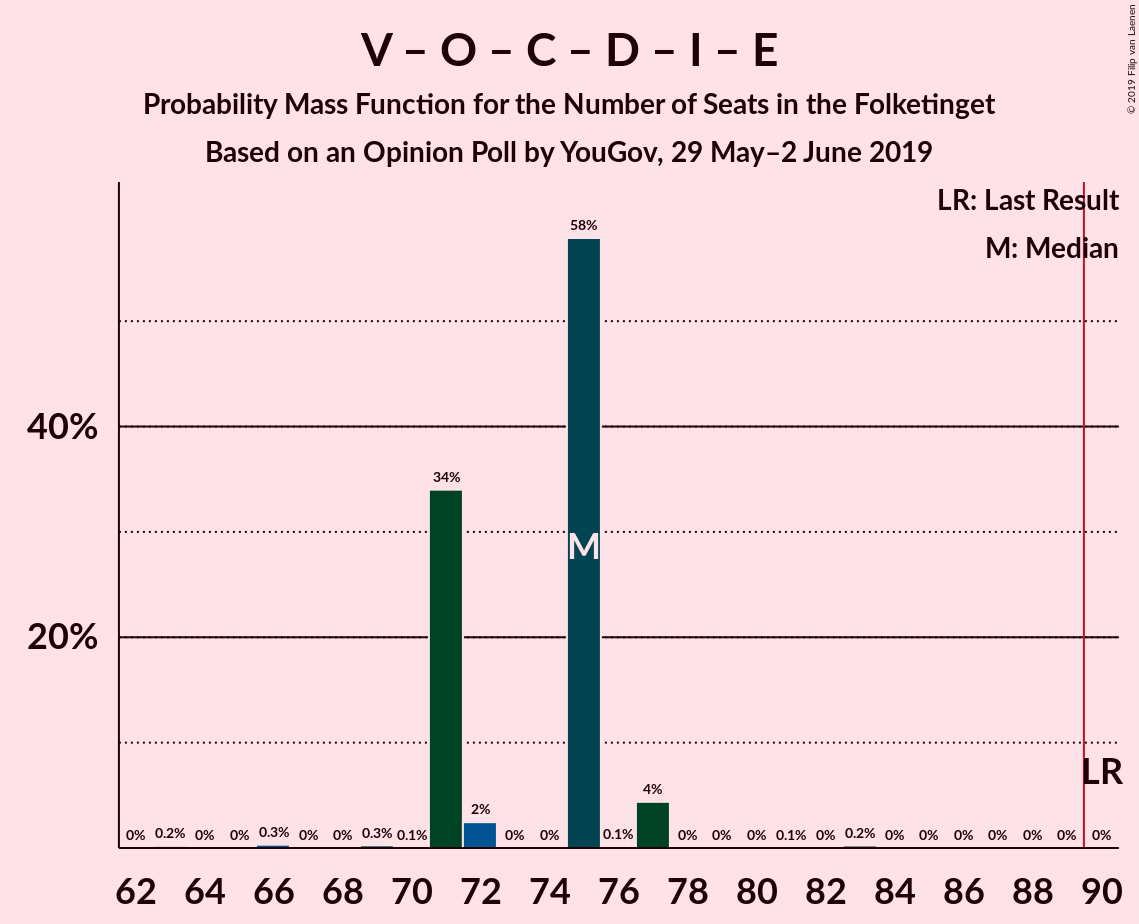 V – O – C – D – I – E
Probability Mass Function for the Number of Seats in the Folketinget
Based on an Opinion Poll by YouGov, 29 May–2 June 2019
© 2019 Filip van Laenen
LR: Last Result
M: Median
58%
40%
34%
M
20%
LR
4%
2%
0% 0.2% 0% 0% 0.3% 0% 0% 0.3% 0.1% 0% 0% 0.1% 0% 0% 0% 0.1% 0% 0.2% 0% 0% 0% 0% 0% 0% 0%
62 64 66 68 70 72 74 76 78 80 82 84 86 88 90